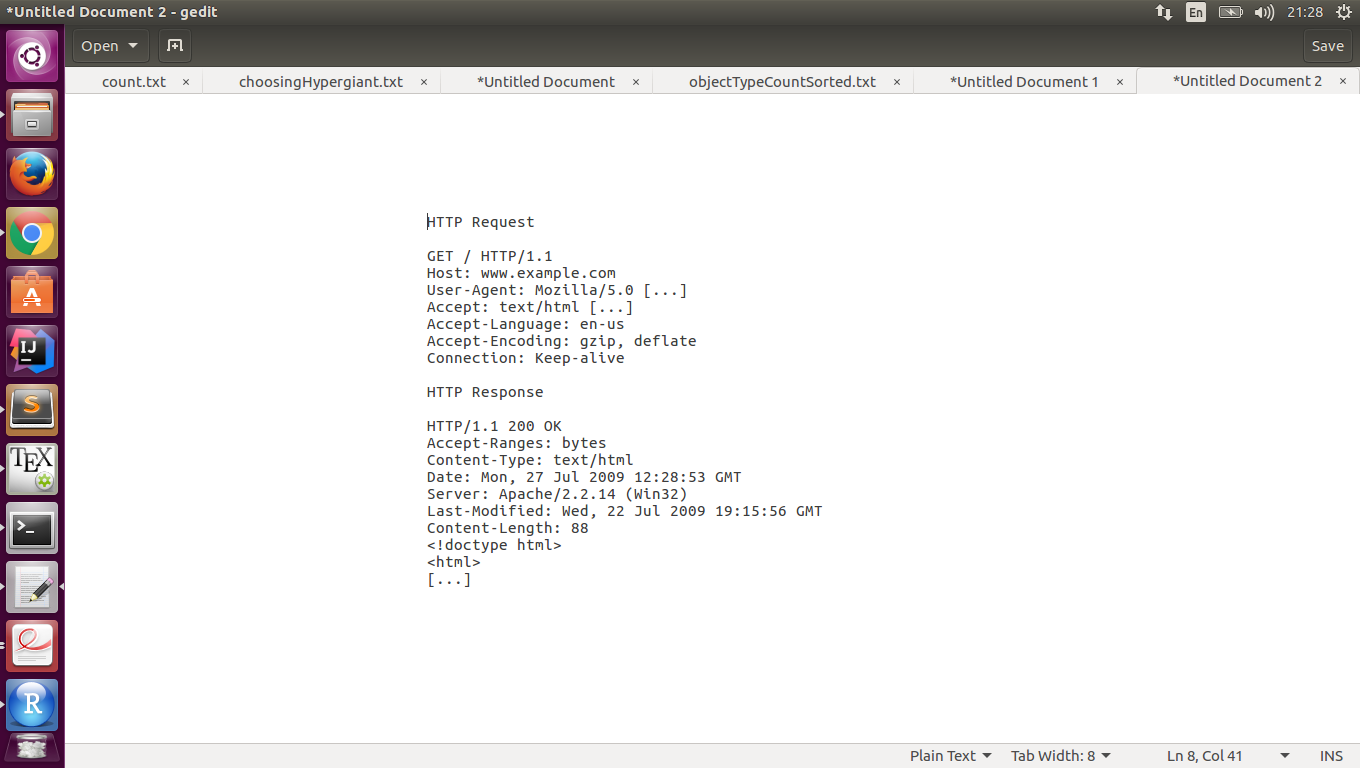 *Untitled Document 2 - gedit
En
21:28
Open
Save
count.txt
choosingHypergiant.txt
*Untitled Document
objectTypeCountSorted.txt
*Untitled Document 1
*Untitled Document 2
HTTP Request
GET / HTTP/1.1
Host: www.example.com
User-Agent: Mozilla/5.0 [...]
Accept: text/html [...]
Accept-Language: en-us
Accept-Encoding: gzip, deflate
Connection: Keep-alive
HTTP Response
HTTP/1.1 200 OK
Accept-Ranges: bytes
Content-Type: text/html
Date: Mon, 27 Jul 2009 12:28:53 GMT
Server: Apache/2.2.14 (Win32)
Last-Modified: Wed, 22 Jul 2009 19:15:56 GMT
Content-Length: 88
<!doctype html>
<html>
[...]
A
IJ
S
TEX
>_
R
Plain Text
Tab Width: 8
Ln 8, Col 41
INS